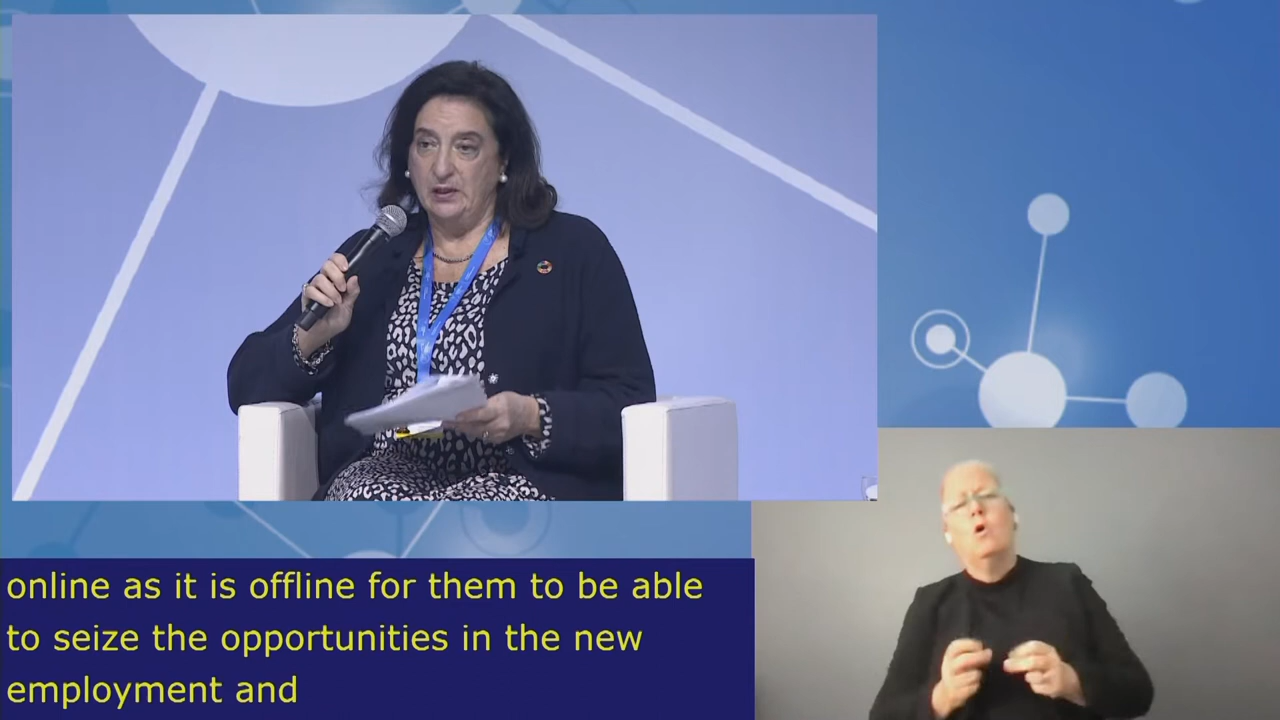 online as it is offline for them to be able
to seize the opportunities in the new
employment and